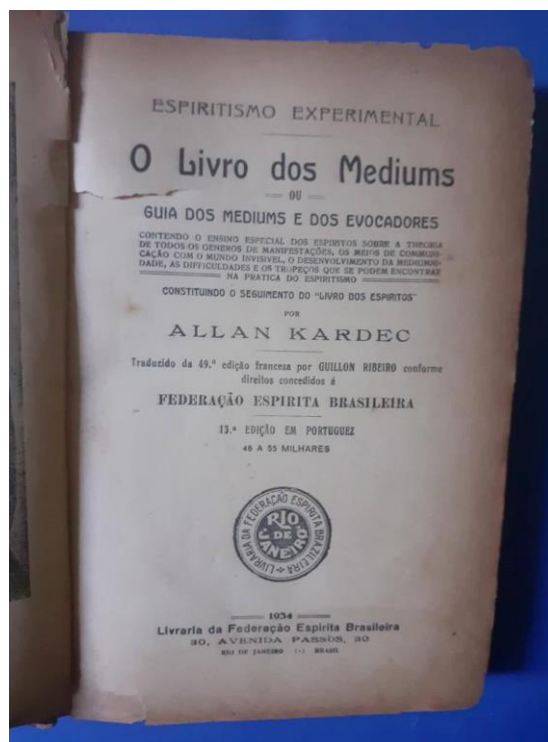 ESPIRITISMO EXPERIMENTAL
O Livro dos Mediums
OU
GUIA DOS MEDIUMS E DOS EVOCADORES
CONTENDO O ENSINO ESPECIAL DOS ESPIRITOS SOBRE A THEORIA
DE TODOS OS GENEROS DE MANIFESTAÇÕES, OS MEIOS DE COMMUNI-
CAÇÃO COM O MUNDO INVISIVEL, O DESENVOLVIMENTO DA MEDIUMNI-
DADE, AS DIFFICULDADES E OS TROPEÇOS QUE SE PODEM ENCONTRAR
NA PRATICA DO ESPIRITISMO
CONSTITUINDO O SEGUIMENTO DO "LIVRO DOS ESPIRITOS"
POR
ALLAN KARDEC
Traduzido da 49.ª edição francesa por GUILLON RIBEIRO conforme
direitos concedidos á
FEDERAÇÃO ESPIRITA BRASILEIRA
13.ª EDIÇÃO EM PORTUGUEZ
46 A 55 MILHARES
LIVRARIA DA FEDERAÇÃO ESPIRITA BRAZILEIRA
RIO
DE
JANEIRO
1934
Livraria da Federação Espirita Brasileira
30, AVENIDA PASSOS, 30
RIO DE JANEIRO (-) BRASIL